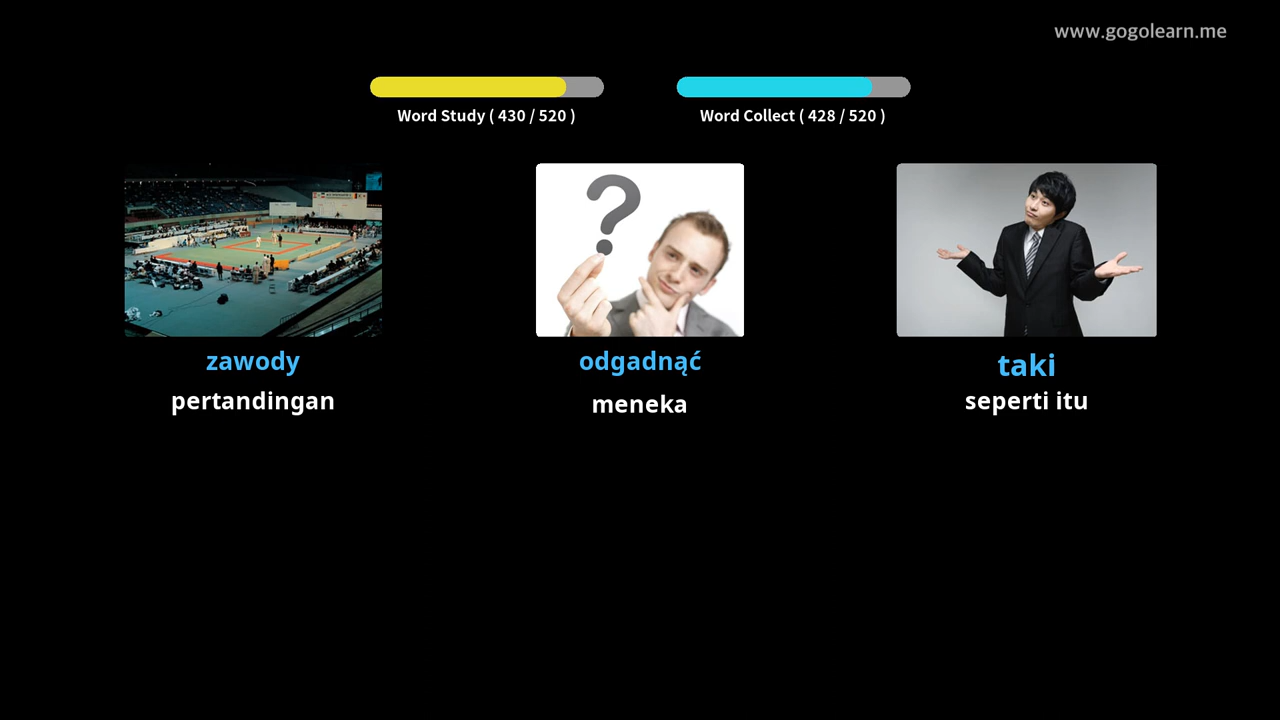 www.gogolearn.me
Word Study ( 430 / 520 )
Word Collect ( 428 / 520 )
zawody
odgadnąć
taki
pertandingan
meneka
seperti itu